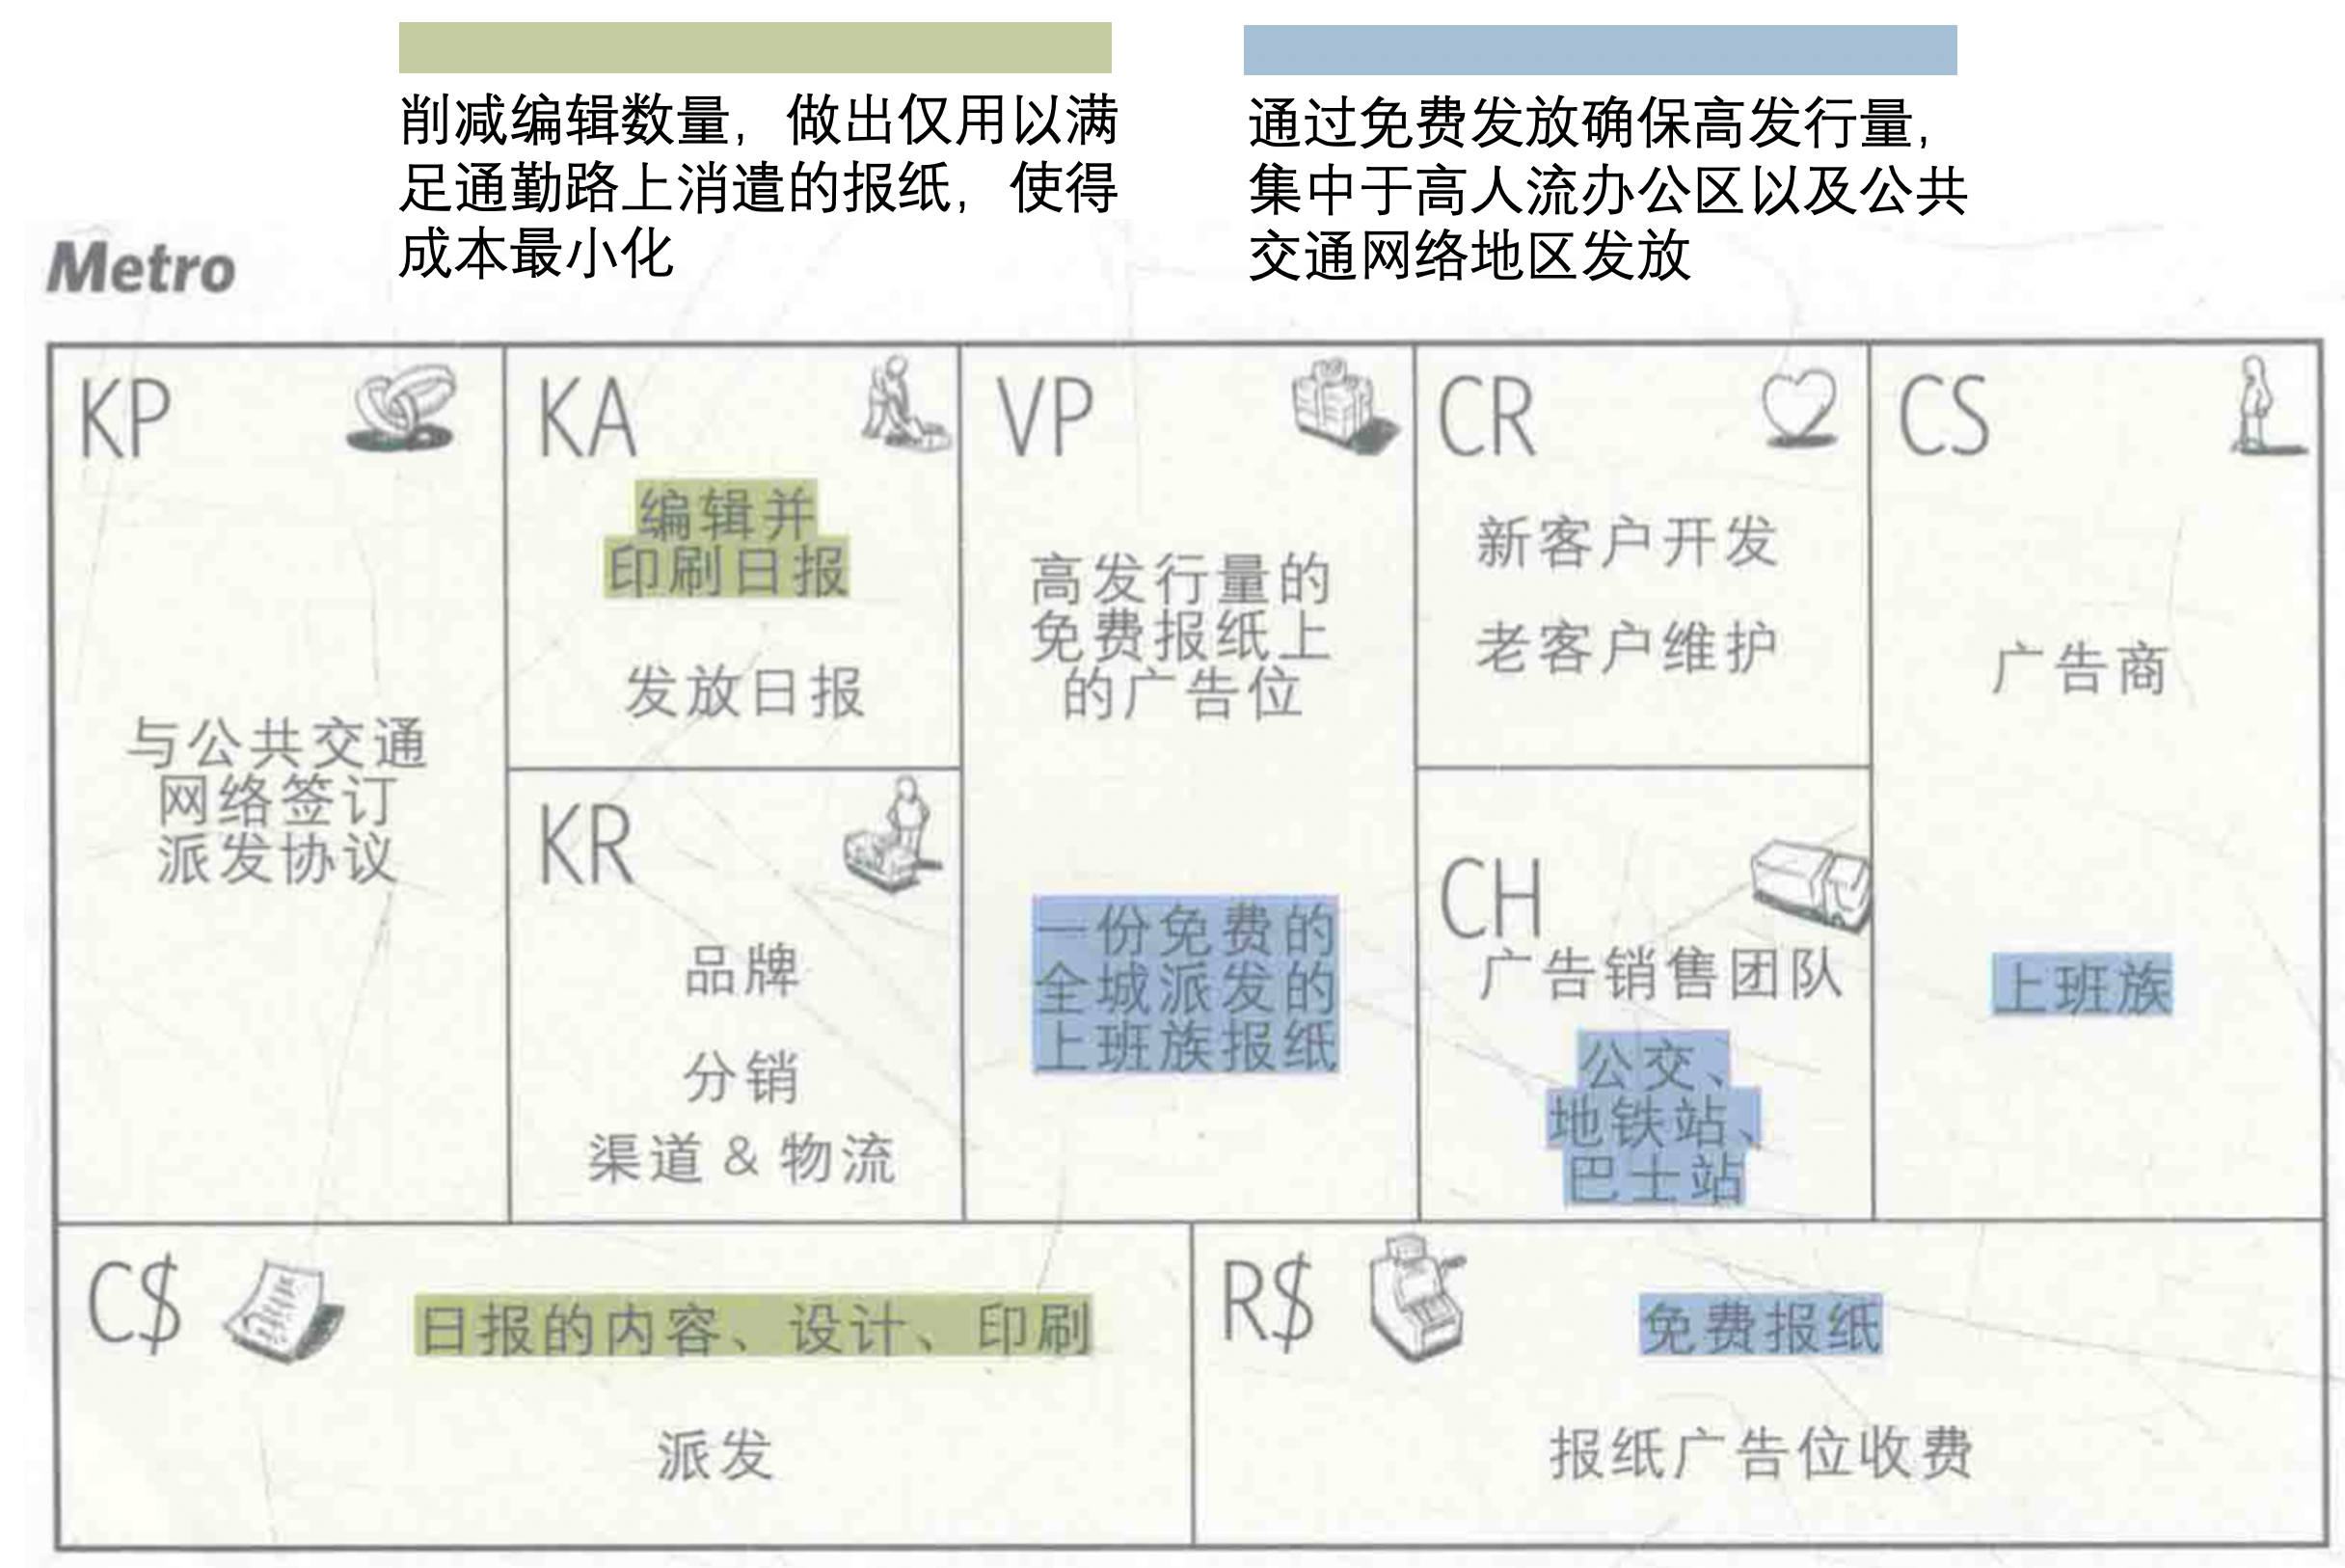 削减编辑数量，做出仅用以满
足通勤路上消遣的报纸，使得
成本最小化
通过免费发放确保高发行量，
集中于高人流办公区以及公共
交通网络地区发放
Metro
KP
与公共交通
网络签订
派发协议
KA
编辑并
印刷日报
发放日报
KR
品牌
分销
渠道 & 物流
VP
高发行量的
免费报纸上
的广告位
一份免费的
全城派发的
上班族报纸
CR
新客户开发
老客户维护
CH
广告销售团队
公交、
地铁站、
巴士站
CS
广告商
上班族
C$
日报的内容、设计、印刷
派发
R$
免费报纸
报纸广告位收费